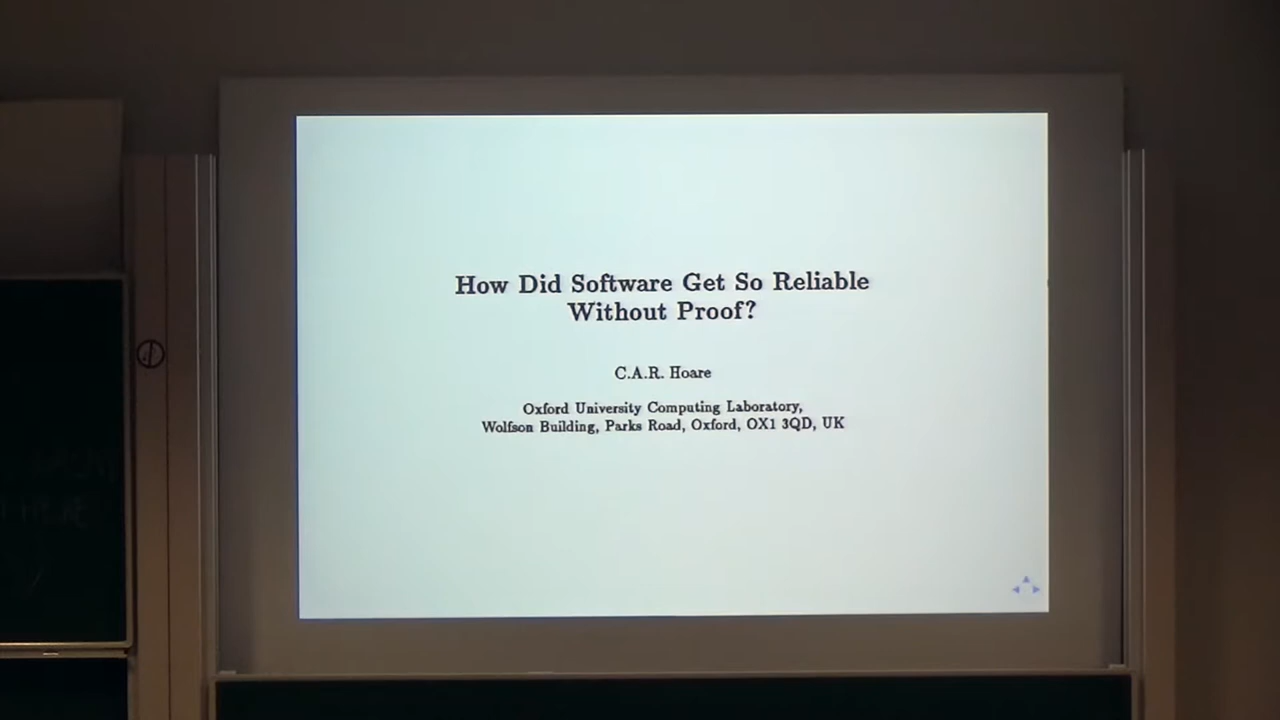 How Did Software Get So Reliable
Without Proof?
C.A.R. Hoare
Oxford University Computing Laboratory,
Wolfson Building, Parks Road, Oxford, OX1 3QD, UK